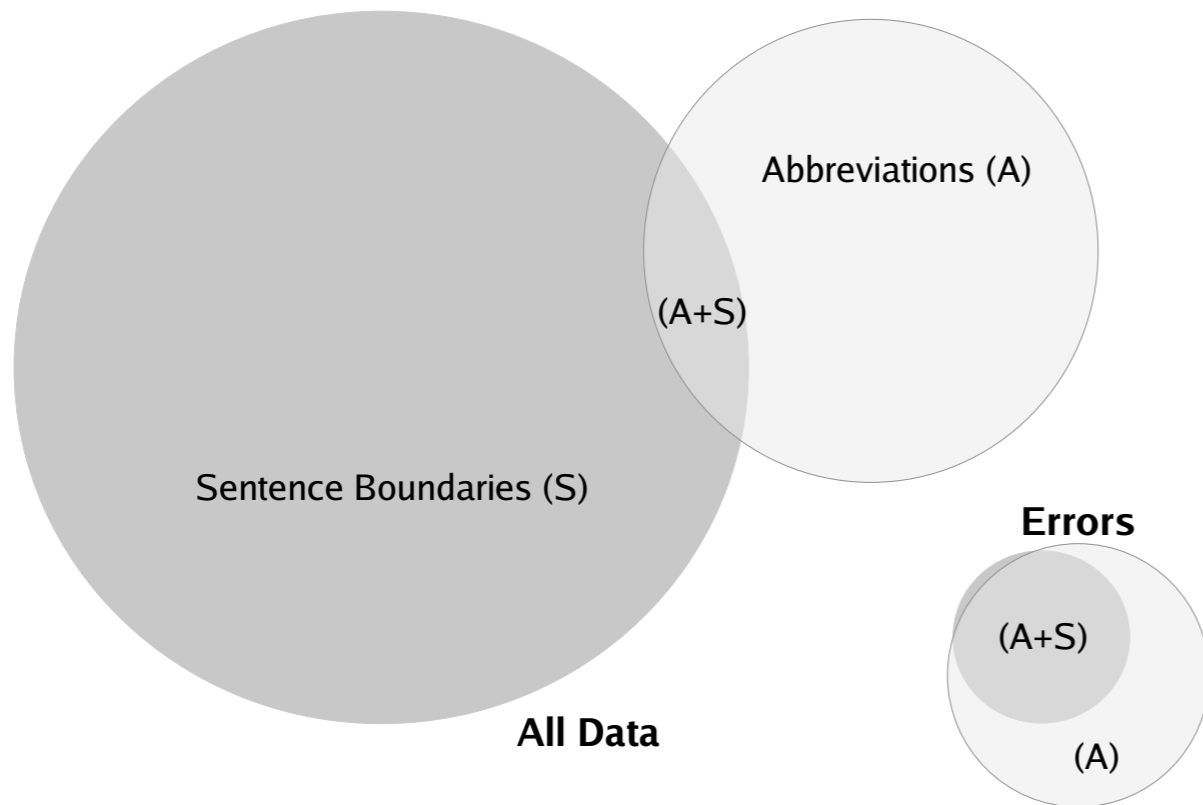 Abbreviations (A)
(A+S)
Sentence Boundaries (S)
All Data
Errors
(A+S)
(A)